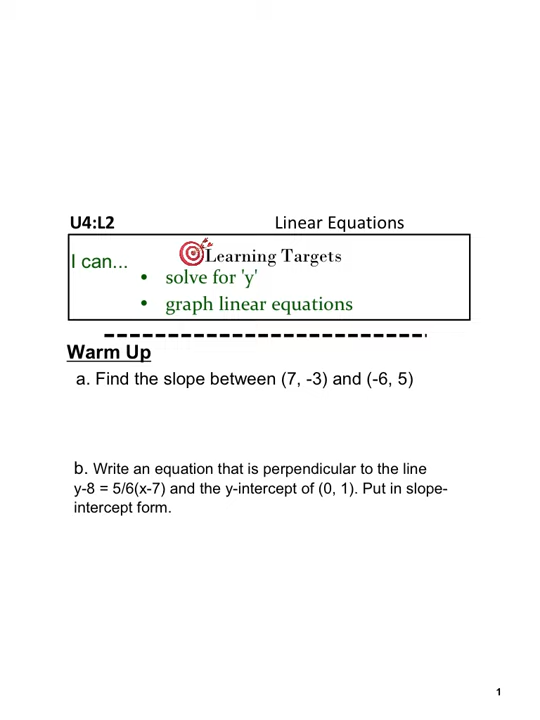 U4:L2 Linear Equations
I can... Learning Targets
• solve for 'y'
• graph linear equations
Warm Up
a. Find the slope between (7, -3) and (-6, 5)
b. Write an equation that is perpendicular to the line
y-8 = 5/6(x-7) and the y-intercept of (0, 1). Put in slope-
intercept form.
1